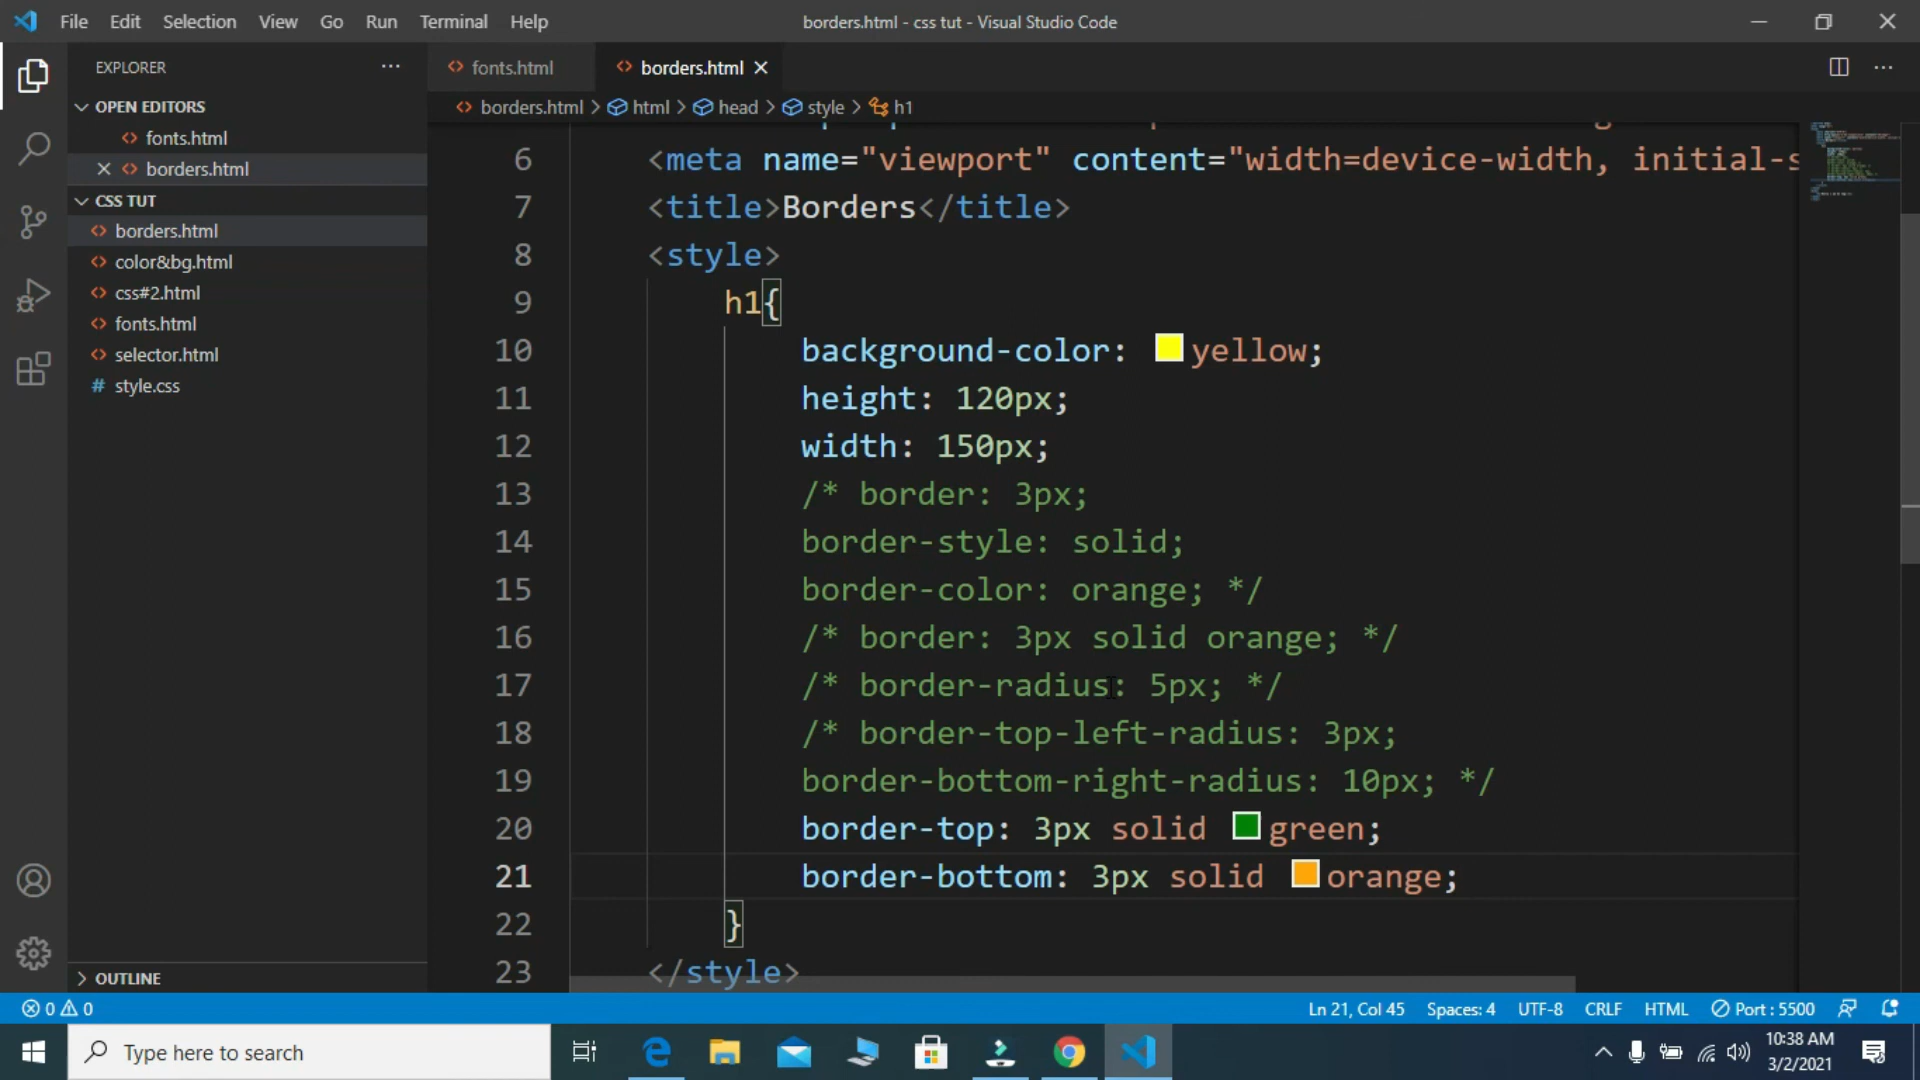 File Edit Selection View Go Run Terminal Help
borders.html - css tut - Visual Studio Code
EXPLORER
fonts.html
borders.html
OPEN EDITORS
borders.html > html > head > style > h1
fonts.html
borders.html
CSS TUT
borders.html
color&bg.html
css#2.html
fonts.html
selector.html
# style.css
OUTLINE
6 <meta name="viewport" content="width=device-width, initial-s
7 <title>Borders</title>
8 <style>
9 h1{
10 background-color: yellow;
11 height: 120px;
12 width: 150px;
13 /* border: 3px;
14 border-style: solid;
15 border-color: orange; */
16 /* border: 3px solid orange; */
17 /* border-radius: 5px; */
18 /* border-top-left-radius: 3px;
19 border-bottom-right-radius: 10px; */
20 border-top: 3px solid green;
21 border-bottom: 3px solid orange;
22 }
23 </style>
0 0
Ln 21, Col 45 Spaces: 4 UTF-8 CRLF HTML Port : 5500
Type here to search
10:38 AM
3/2/2021